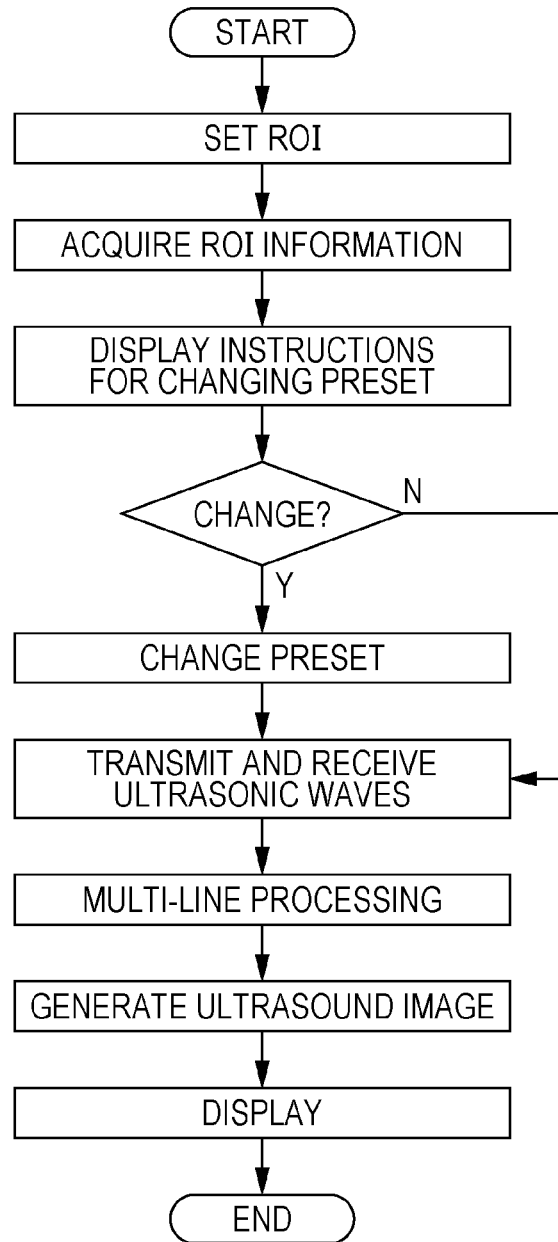 START
SET ROI
ACQUIRE ROI INFORMATION
DISPLAY INSTRUCTIONS
FOR CHANGING PRESET
CHANGE?
N
Y
CHANGE PRESET
TRANSMIT AND RECEIVE
ULTRASONIC WAVES
MULTI-LINE PROCESSING
GENERATE ULTRASOUND IMAGE
DISPLAY
END